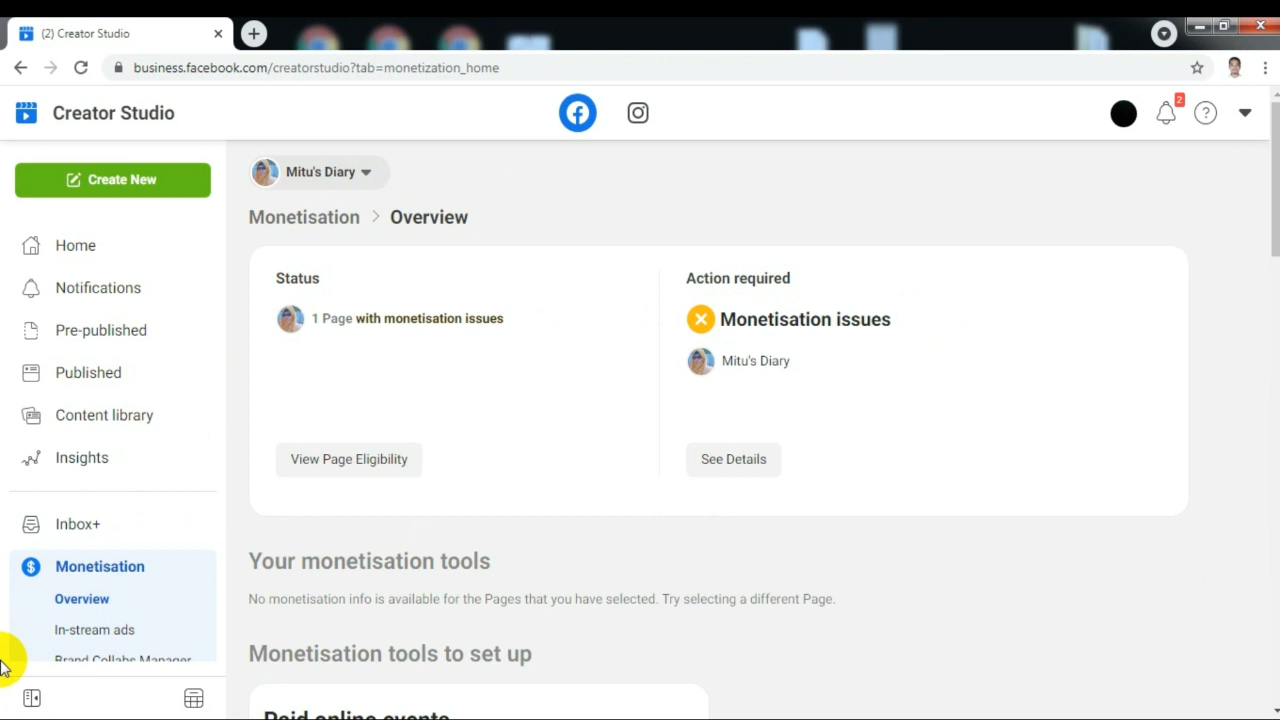 (2) Creator Studio
business.facebook.com/creatorstudio?tab=monetization_home
Creator Studio
2
Create New
Home
Notifications
Pre-published
Published
Content library
Insights
Inbox+
Monetisation
Overview
In-stream ads
Brand Collabs Manager
Mitu's Diary
Monetisation > Overview
Status
1 Page with monetisation issues
View Page Eligibility
Action required
Monetisation issues
Mitu's Diary
See Details
Your monetisation tools
No monetisation info is available for the Pages that you have selected. Try selecting a different Page.
Monetisation tools to set up
Paid online events